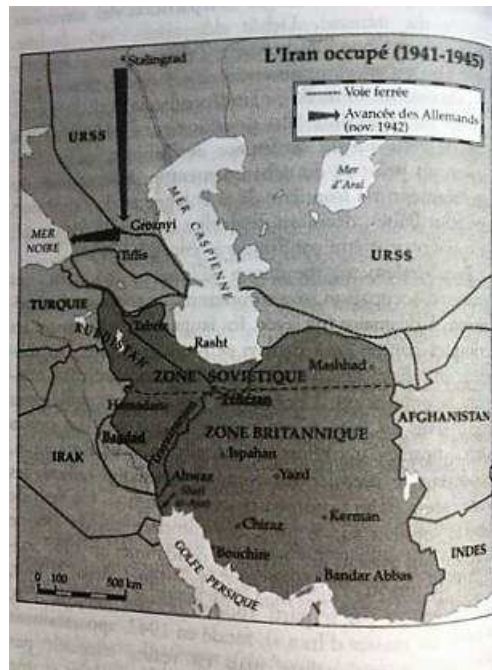 L'Iran occupé (1941-1945)
Voie ferrée
Avancée des Allemands
(nov. 1942)
Stalingrad
URSS
Mer
d'Aral
MER CASPIENNE
Groznyi
MER
NOIRE
Tiflis
URSS
TURQUIE
KURDISTAN
Tabriz
Rasht
Mashhad
ZONE SOVIÉTIQUE
Téhéran
Hamadan
AFGHANISTAN
ZONE BRITANNIQUE
Bagdad
Ispahan
IRAK
Yazd
Ahwaz
Chiraz
Kerman
Bouchire
INDES
GOLFE PERSIQUE
Bandar Abbas
0 100 500 km